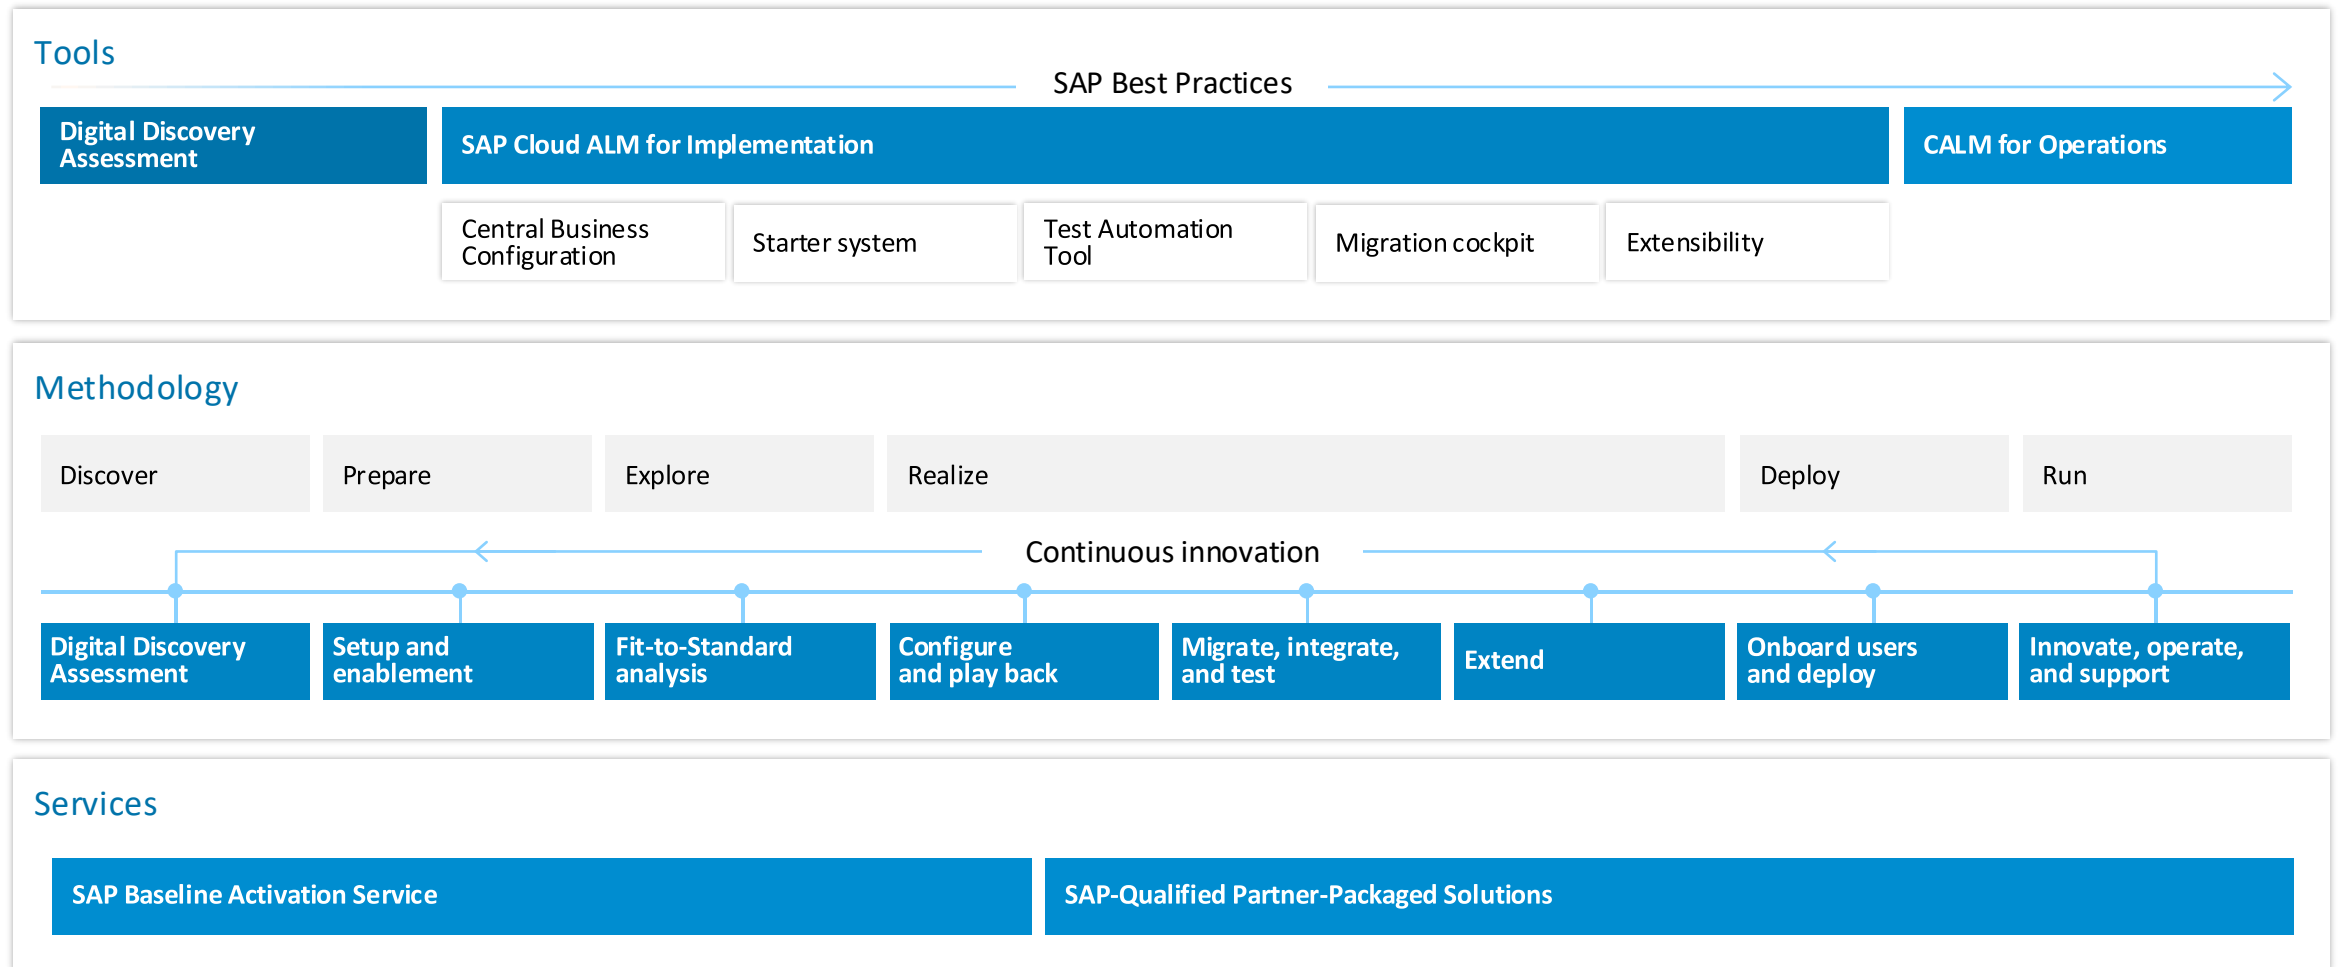 Tools
SAP Best Practices
Digital Discovery
Assessment
SAP Cloud ALM for Implementation
CALM for Operations
Central Business
Configuration
Starter system
Test Automation
Tool
Migration cockpit
Extensibility
Methodology
Discover
Prepare
Explore
Realize
Deploy
Run
Continuous innovation
Digital Discovery
Assessment
Setup and
enablement
Fit-to-Standard
analysis
Configure
and play back
Migrate, integrate,
and test
Extend
Onboard users
and deploy
Innovate, operate,
and support
Services
SAP Baseline Activation Service
SAP-Qualified Partner-Packaged Solutions